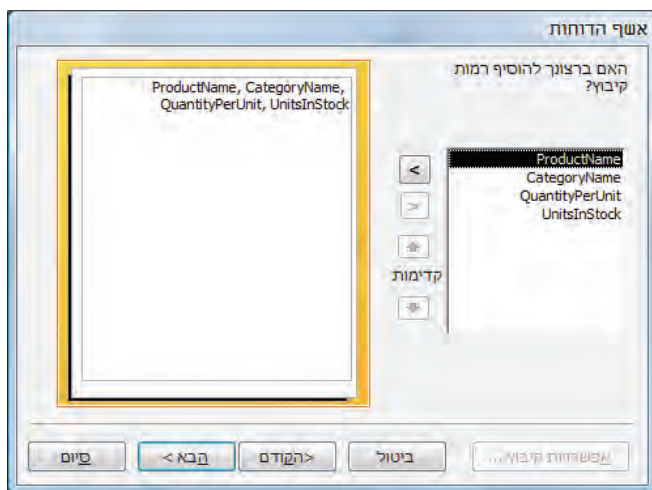 אשף הדוחות
האם ברצונך להוסיף רמות
קיבוץ?
ProductName
CategoryName
QuantityPerUnit
UnitsInStock
<
>
קדימות
ProductName, CategoryName,
QuantityPerUnit, UnitsInStock
אפשרויות קיבוץ...
ביטול
<הקודם
הבא >
סיום